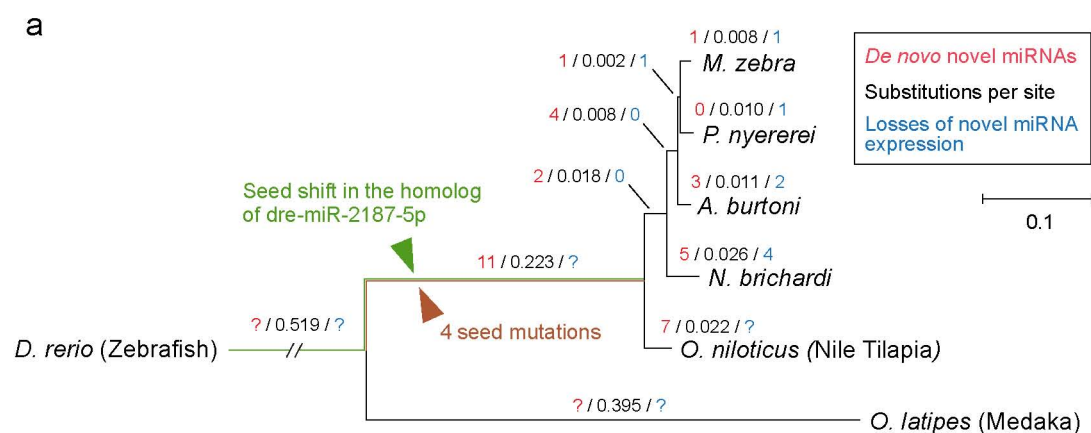 a
1 / 0.008 / 1
M. zebra
1 / 0.002 / 1
0 / 0.010 / 1
P. nyererei
4 / 0.008 / 0
3 / 0.011 / 2
A. burtoni
2 / 0.018 / 0
5 / 0.026 / 4
N. brichardi
De novo novel miRNAs
Substitutions per site
Losses of novel miRNA
expression
0.1
Seed shift in the homolog
of dre-miR-2187-5p
11 / 0.223 / ?
4 seed mutations
7 / 0.022 / ?
O. niloticus (Nile Tilapia)
? / 0.519 / ?
D. rerio (Zebrafish)
//
? / 0.395 / ?
O. latipes (Medaka)